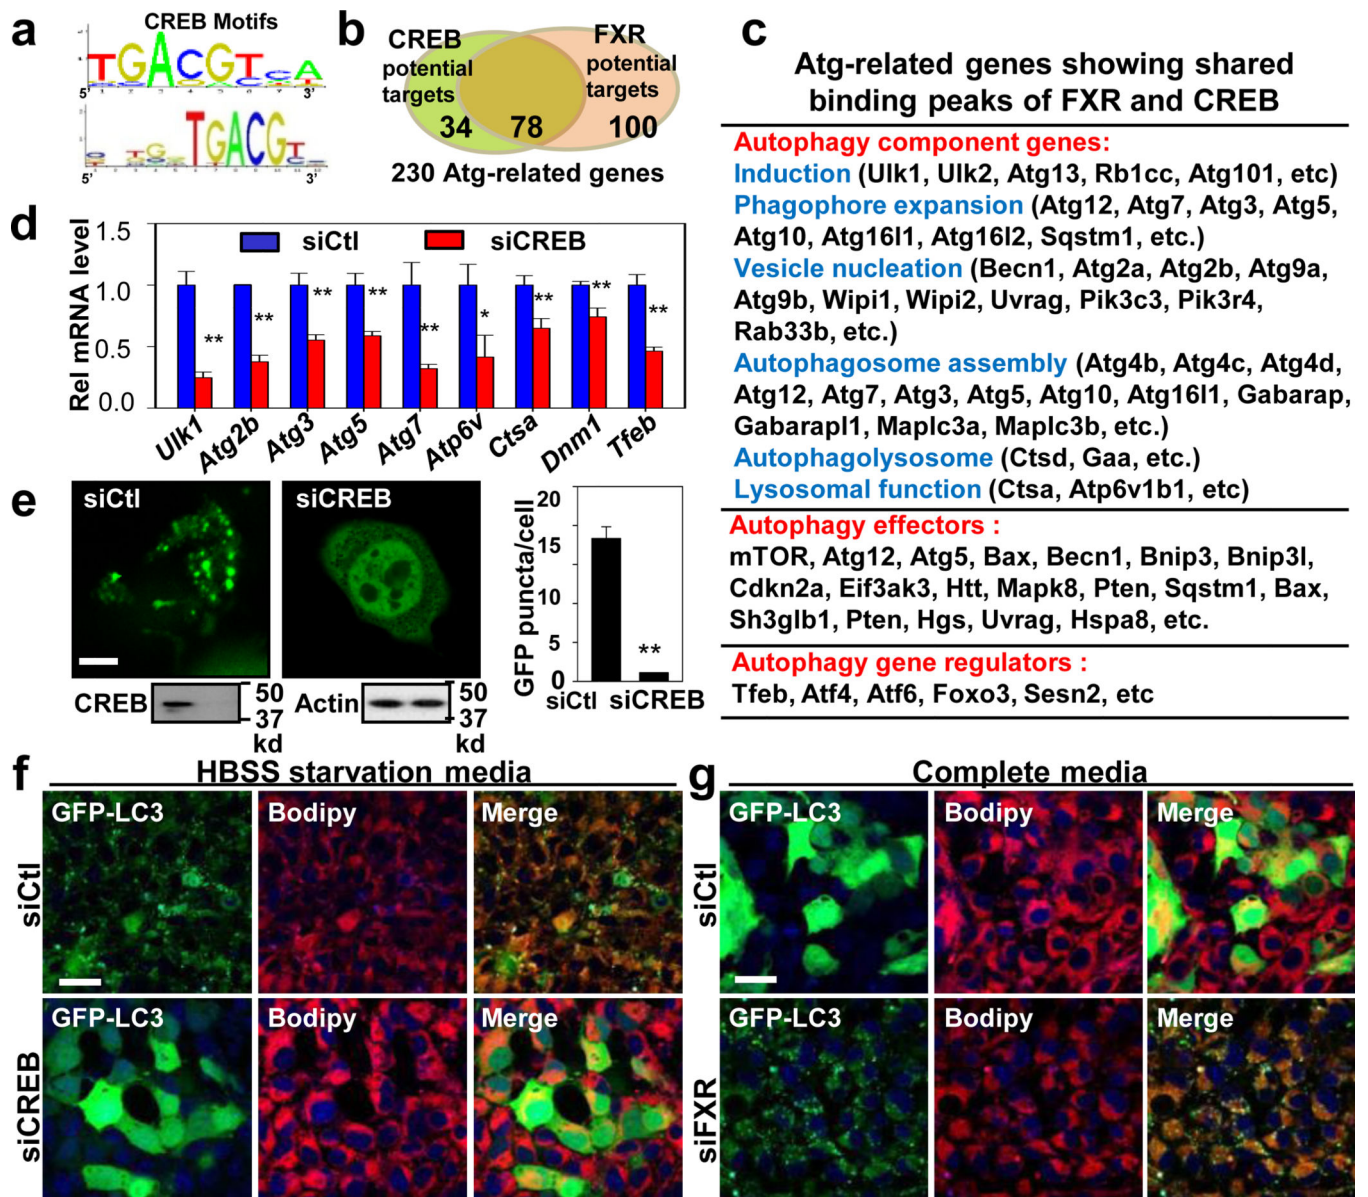 a
CREB Motifs
TGACGTCA
5'
3'
TGACGT
5'
3'
b
CREB
potential
targets
FXR
potential
targets
34
78
100
230 Atg-related genes
c
Atg-related genes showing shared
binding peaks of FXR and CREB
Autophagy component genes:
Induction (Ulk1, Ulk2, Atg13, Rb1cc, Atg101, etc)
Phagophore expansion (Atg12, Atg7, Atg3, Atg5,
Atg10, Atg16l1, Atg16l2, Sqstm1, etc.)
Vesicle nucleation (Becn1, Atg2a, Atg2b, Atg9a,
Atg9b, Wipi1, Wipi2, Uvrag, Pik3c3, Pik3r4,
Rab33b, etc.)
Autophagosome assembly (Atg4b, Atg4c, Atg4d,
Atg12, Atg7, Atg3, Atg5, Atg10, Atg16l1, Gabarap,
Gabarapl1, Maplc3a, Maplc3b, etc.)
Autophagolysosome (Ctsd, Gaa, etc.)
Lysosomal function (Ctsa, Atp6v1b1, etc)
Autophagy effectors :
mTOR, Atg12, Atg5, Bax, Becn1, Bnip3, Bnip3l,
Cdkn2a, Eif3ak3, Htt, Mapk8, Pten, Sqstm1, Bax,
Sh3glb1, Pten, Hgs, Uvrag, Hspa8, etc.
Autophagy gene regulators :
Tfeb, Atf4, Atf6, Foxo3, Sesn2, etc
d
Rel mRNA level
1.5
1.0
0.5
0.0
siCtl
siCREB
**
**
**
**
**
*
**
**
**
Ulk1
Atg2b
Atg3
Atg5
Atg7
Atp6v
Ctsa
Dnm1
Tfeb
e
siCtl
siCREB
CREB
50
37
kd
Actin
50
37
kd
GFP puncta/cell
20
15
10
5
0
**
siCtl siCREB
f
HBSS starvation media
siCtl
GFP-LC3
Bodipy
Merge
siCREB
GFP-LC3
Bodipy
Merge
g
Complete media
siCtl
GFP-LC3
Bodipy
Merge
siFXR
GFP-LC3
Bodipy
Merge